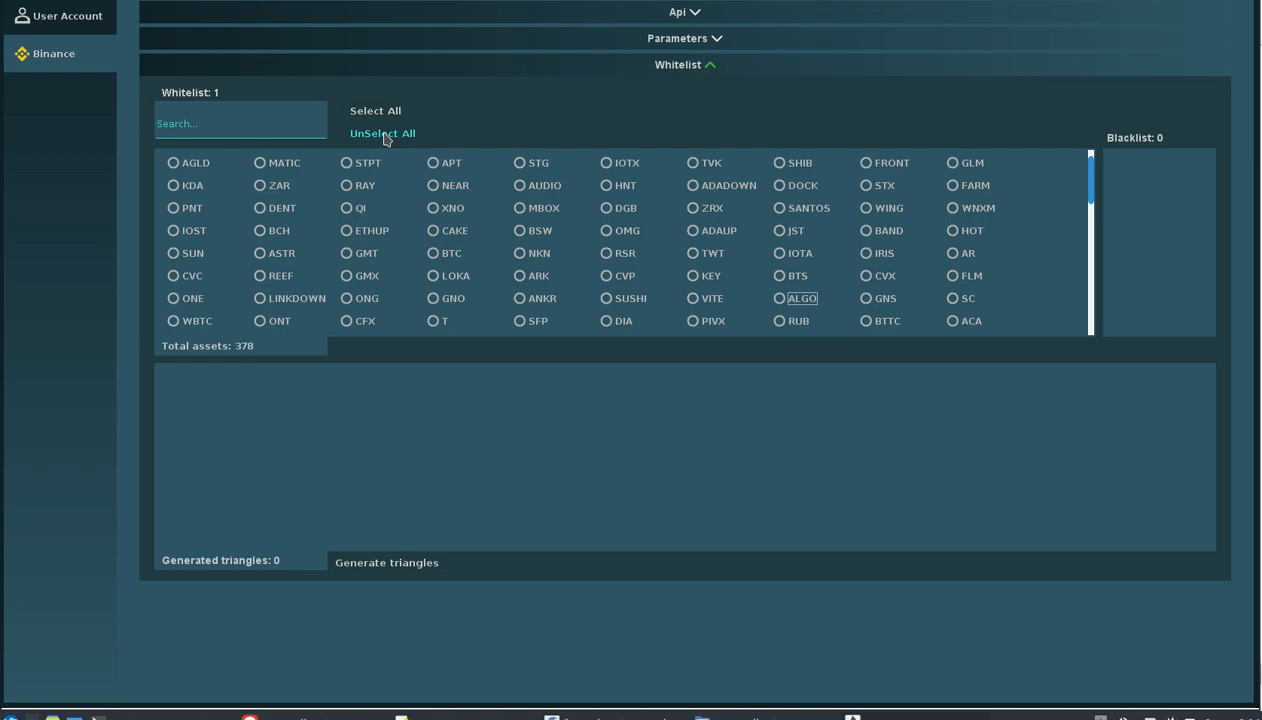 User Account
Api
Parameters
Binance
Whitelist
Whitelist: 1
Search...
Select All
UnSelect All
Blacklist: 0
AGLD MATIC STPT APT STG IOTX TVK SHIB FRONT GLM
KDA ZAR RAY NEAR AUDIO HNT ADADOWN DOCK STX FARM
PNT DENT QI XNO MBOX DGB ZRX SANTOS WING WNXM
IOST BCH ETHUP CAKE BSW OMG ADAUP JST BAND HOT
SUN ASTR GMT BTC NKN RSR TWT IOTA IRIS AR
CVC REEF GMX LOKA ARK CVP KEY BTS CVX FLM
ONE LINKDOWN ONG GNO ANKR SUSHI VITE ALGO GNS SC
WBTC ONT CFX T SFP DIA PIVX RUB BTTC ACA
Total assets: 378
Generated triangles: 0
Generate triangles